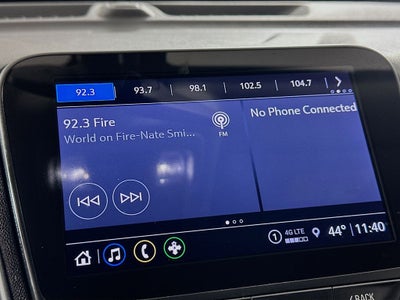 92.3 93.7 98.1 102.5 104.7
92.3 Fire
World on Fire-Nate Smi...
FM
No Phone Connected
1 4G LTE 44° 11:40
BACK